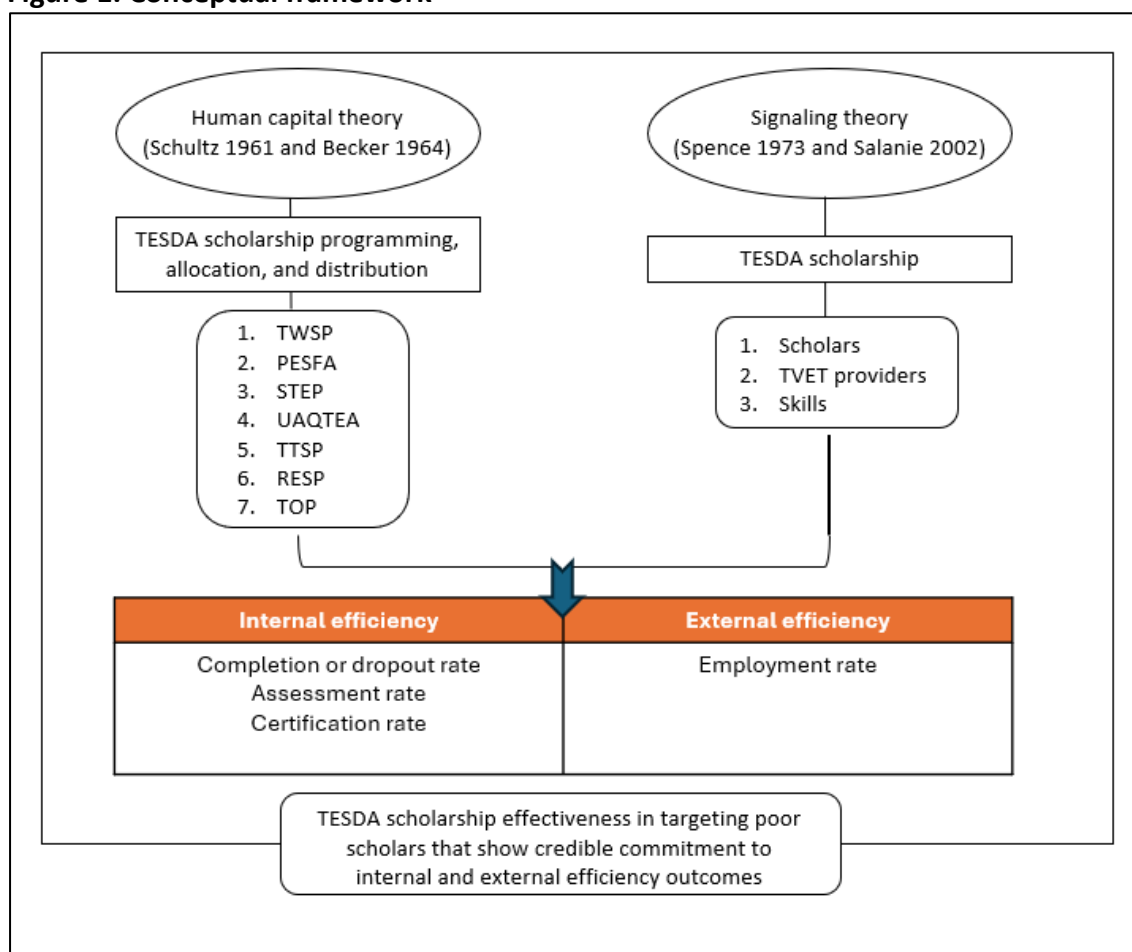 Human capital theory
(Schultz 1961 and Becker 1964)
Signaling theory
(Spence 1973 and Salanie 2002)
TESDA scholarship programming,
allocation, and distribution
TESDA scholarship
1. TWSP
2. PESFA
3. STEP
4. UAQTEA
5. TTSP
6. RESP
7. TOP
1. Scholars
2. TVET providers
3. Skills
Internal efficiency
External efficiency
Completion or dropout rate
Assessment rate
Certification rate
Employment rate
TESDA scholarship effectiveness in targeting poor
scholars that show credible commitment to
internal and external efficiency outcomes